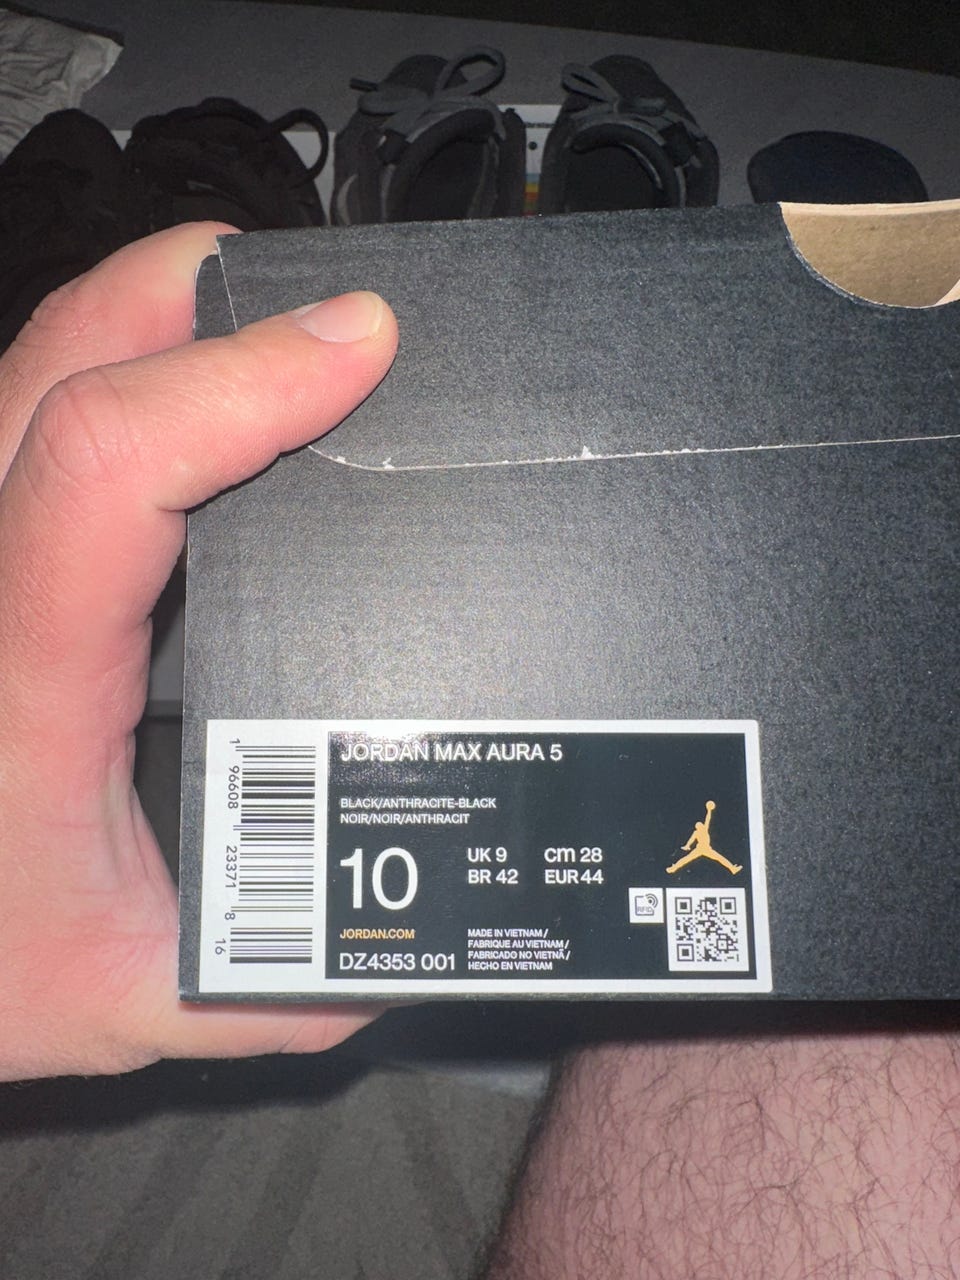 JORDAN MAX AURA 5
BLACK/ANTHRACITE-BLACK
NOIR/NOIR/ANTHRACIT
10
UK 9
BR 42
cm 28
EUR 44
JORDAN.COM
DZ4353 001
MADE IN VIETNAM /
FABRIQUE AU VIETNAM /
FABRICADO NO VIETNÃ /
HECHO EN VIETNAM
RFID
1 96608 23371 8
16